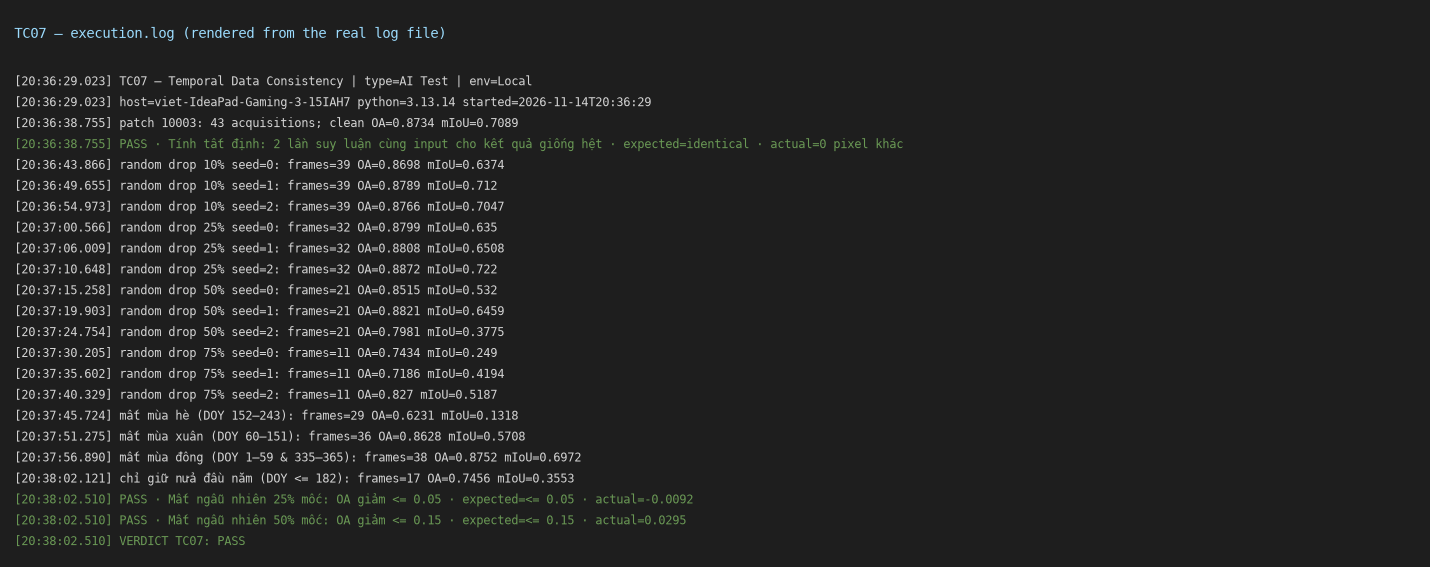 TC07 — execution.log (rendered from the real log file)
[20:36:29.023] TC07 — Temporal Data Consistency | type=AI Test | env=Local
[20:36:29.023] host=viet-IdeaPad-Gaming-3-15IAH7 python=3.13.14 started=2026-11-14T20:36:29
[20:36:38.755] patch 10003: 43 acquisitions; clean OA=0.8734 mIoU=0.7089
[20:36:38.755] PASS · Tính tất định: 2 lần suy luận cùng input cho kết quả giống hệt · expected=identical · actual=0 pixel khác
[20:36:43.866] random drop 10% seed=0: frames=39 OA=0.8698 mIoU=0.6374
[20:36:49.655] random drop 10% seed=1: frames=39 OA=0.8789 mIoU=0.712
[20:36:54.973] random drop 10% seed=2: frames=39 OA=0.8766 mIoU=0.7047
[20:37:00.566] random drop 25% seed=0: frames=32 OA=0.8799 mIoU=0.635
[20:37:06.009] random drop 25% seed=1: frames=32 OA=0.8808 mIoU=0.6508
[20:37:10.648] random drop 25% seed=2: frames=32 OA=0.8872 mIoU=0.722
[20:37:15.258] random drop 50% seed=0: frames=21 OA=0.8515 mIoU=0.532
[20:37:19.903] random drop 50% seed=1: frames=21 OA=0.8821 mIoU=0.6459
[20:37:24.754] random drop 50% seed=2: frames=21 OA=0.7981 mIoU=0.3775
[20:37:30.205] random drop 75% seed=0: frames=11 OA=0.7434 mIoU=0.249
[20:37:35.602] random drop 75% seed=1: frames=11 OA=0.7186 mIoU=0.4194
[20:37:40.329] random drop 75% seed=2: frames=11 OA=0.827 mIoU=0.5187
[20:37:45.724] mất mùa hè (DOY 152–243): frames=29 OA=0.6231 mIoU=0.1318
[20:37:51.275] mất mùa xuân (DOY 60–151): frames=36 OA=0.8628 mIoU=0.5708
[20:37:56.890] mất mùa đông (DOY 1–59 & 335–365): frames=38 OA=0.8752 mIoU=0.6972
[20:38:02.121] chỉ giữ nửa đầu năm (DOY <= 182): frames=17 OA=0.7456 mIoU=0.3553
[20:38:02.510] PASS · Mất ngẫu nhiên 25% mốc: OA giảm <= 0.05 · expected=<= 0.05 · actual=-0.0092
[20:38:02.510] PASS · Mất ngẫu nhiên 50% mốc: OA giảm <= 0.15 · expected=<= 0.15 · actual=0.0295
[20:38:02.510] VERDICT TC07: PASS